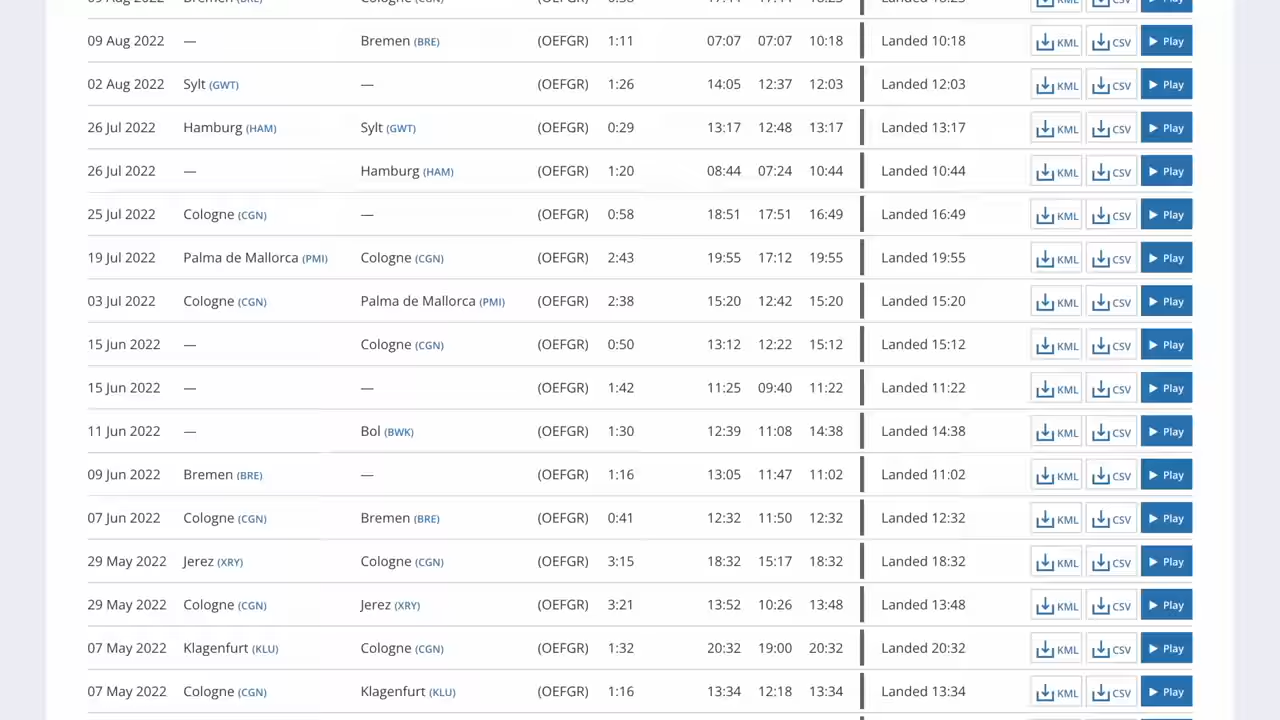 09 Aug 2022 — Bremen (BRE) (OEFGR) 1:11 07:07 07:07 10:18 Landed 10:18 KML CSV Play
02 Aug 2022 Sylt (GWT) — (OEFGR) 1:26 14:05 12:37 12:03 Landed 12:03 KML CSV Play
26 Jul 2022 Hamburg (HAM) Sylt (GWT) (OEFGR) 0:29 13:17 12:48 13:17 Landed 13:17 KML CSV Play
26 Jul 2022 — Hamburg (HAM) (OEFGR) 1:20 08:44 07:24 10:44 Landed 10:44 KML CSV Play
25 Jul 2022 Cologne (CGN) — (OEFGR) 0:58 18:51 17:51 16:49 Landed 16:49 KML CSV Play
19 Jul 2022 Palma de Mallorca (PMI) Cologne (CGN) (OEFGR) 2:43 19:55 17:12 19:55 Landed 19:55 KML CSV Play
03 Jul 2022 Cologne (CGN) Palma de Mallorca (PMI) (OEFGR) 2:38 15:20 12:42 15:20 Landed 15:20 KML CSV Play
15 Jun 2022 — Cologne (CGN) (OEFGR) 0:50 13:12 12:22 15:12 Landed 15:12 KML CSV Play
15 Jun 2022 — — (OEFGR) 1:42 11:25 09:40 11:22 Landed 11:22 KML CSV Play
11 Jun 2022 — Bol (BWK) (OEFGR) 1:30 12:39 11:08 14:38 Landed 14:38 KML CSV Play
09 Jun 2022 Bremen (BRE) — (OEFGR) 1:16 13:05 11:47 11:02 Landed 11:02 KML CSV Play
07 Jun 2022 Cologne (CGN) Bremen (BRE) (OEFGR) 0:41 12:32 11:50 12:32 Landed 12:32 KML CSV Play
29 May 2022 Jerez (XRY) Cologne (CGN) (OEFGR) 3:15 18:32 15:17 18:32 Landed 18:32 KML CSV Play
29 May 2022 Cologne (CGN) Jerez (XRY) (OEFGR) 3:21 13:52 10:26 13:48 Landed 13:48 KML CSV Play
07 May 2022 Klagenfurt (KLU) Cologne (CGN) (OEFGR) 1:32 20:32 19:00 20:32 Landed 20:32 KML CSV Play
07 May 2022 Cologne (CGN) Klagenfurt (KLU) (OEFGR) 1:16 13:34 12:18 13:34 Landed 13:34 KML CSV Play